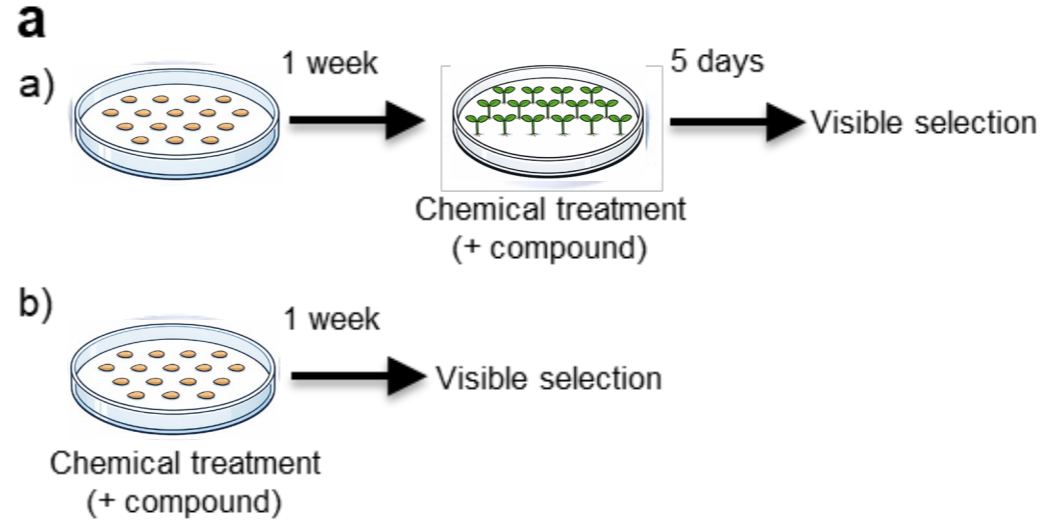 a
a)
1 week
5 days
Visible selection
Chemical treatment
(+ compound)
b)
1 week
Visible selection
Chemical treatment
(+ compound)